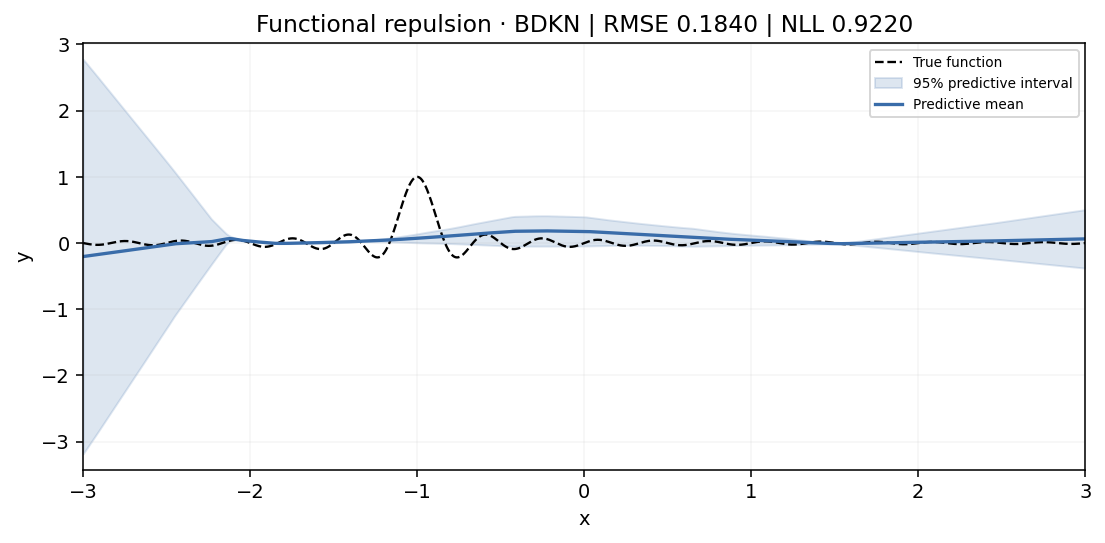 Functional repulsion · BDKN | RMSE 0.1840 | NLL 0.9220
True function
95% predictive interval
Predictive mean
y
3
2
1
0
−1
−2
−3
−3 −2 −1 0 1 2 3
x